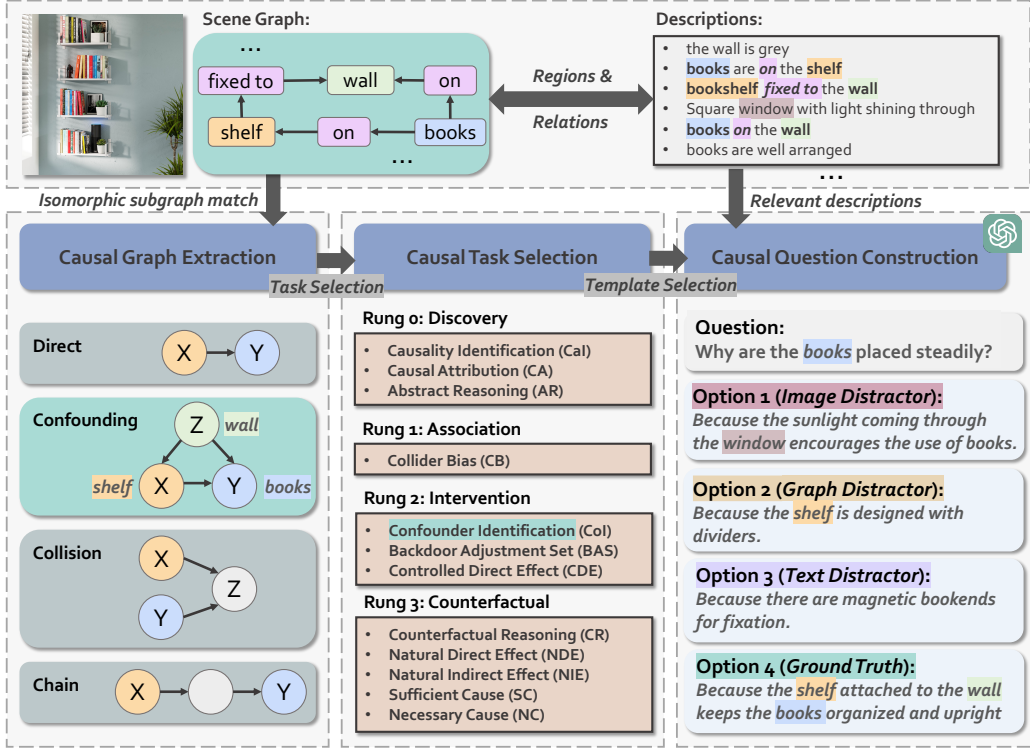 Scene Graph:
...
fixed to
wall
on
shelf
on
books
...
Regions &
Relations
Descriptions:
• the wall is grey
• books are on the shelf
• bookshelf fixed to the wall
• Square window with light shining through
• books on the wall
• books are well arranged
...
Isomorphic subgraph match
Relevant descriptions
Causal Graph Extraction
Task Selection
Causal Task Selection
Template Selection
Causal Question Construction
Direct
X
Y
Confounding
Z
wall
shelf
X
Y
books
Collision
X
Z
Y
Chain
X
Y
Rung 0: Discovery
• Causality Identification (CaI)
• Causal Attribution (CA)
• Abstract Reasoning (AR)
Rung 1: Association
• Collider Bias (CB)
Rung 2: Intervention
• Confounder Identification (CoI)
• Backdoor Adjustment Set (BAS)
• Controlled Direct Effect (CDE)
Rung 3: Counterfactual
• Counterfactual Reasoning (CR)
• Natural Direct Effect (NDE)
• Natural Indirect Effect (NIE)
• Sufficient Cause (SC)
• Necessary Cause (NC)
Question:
Why are the books placed steadily?
Option 1 (Image Distractor):
Because the sunlight coming through
the window encourages the use of books.
Option 2 (Graph Distractor):
Because the shelf is designed with
dividers.
Option 3 (Text Distractor):
Because there are magnetic bookends
for fixation.
Option 4 (Ground Truth):
Because the shelf attached to the wall
keeps the books organized and upright